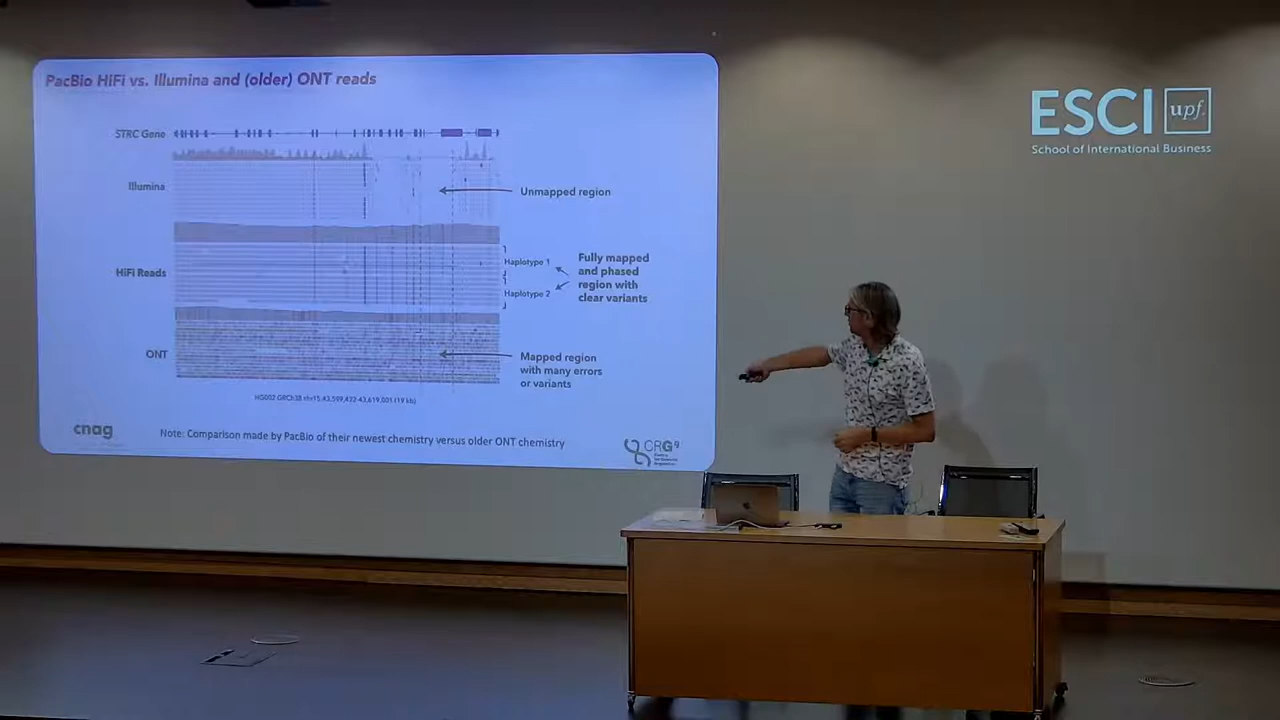 PacBio HiFi vs. Illumina and (older) ONT reads
STRC Gene
Illumina
Unmapped region
HiFi Reads
Haplotype 1
Haplotype 2
Fully mapped
and phased
region with
clear variants
ONT
Mapped region
with many errors
or variants
HG002 GRCh38 chr15:43,599,422-43,619,001 (19 kb)
Note: Comparison made by PacBio of their newest chemistry versus older ONT chemistry
cnag
CRG
ESCI
upf.
School of International Business